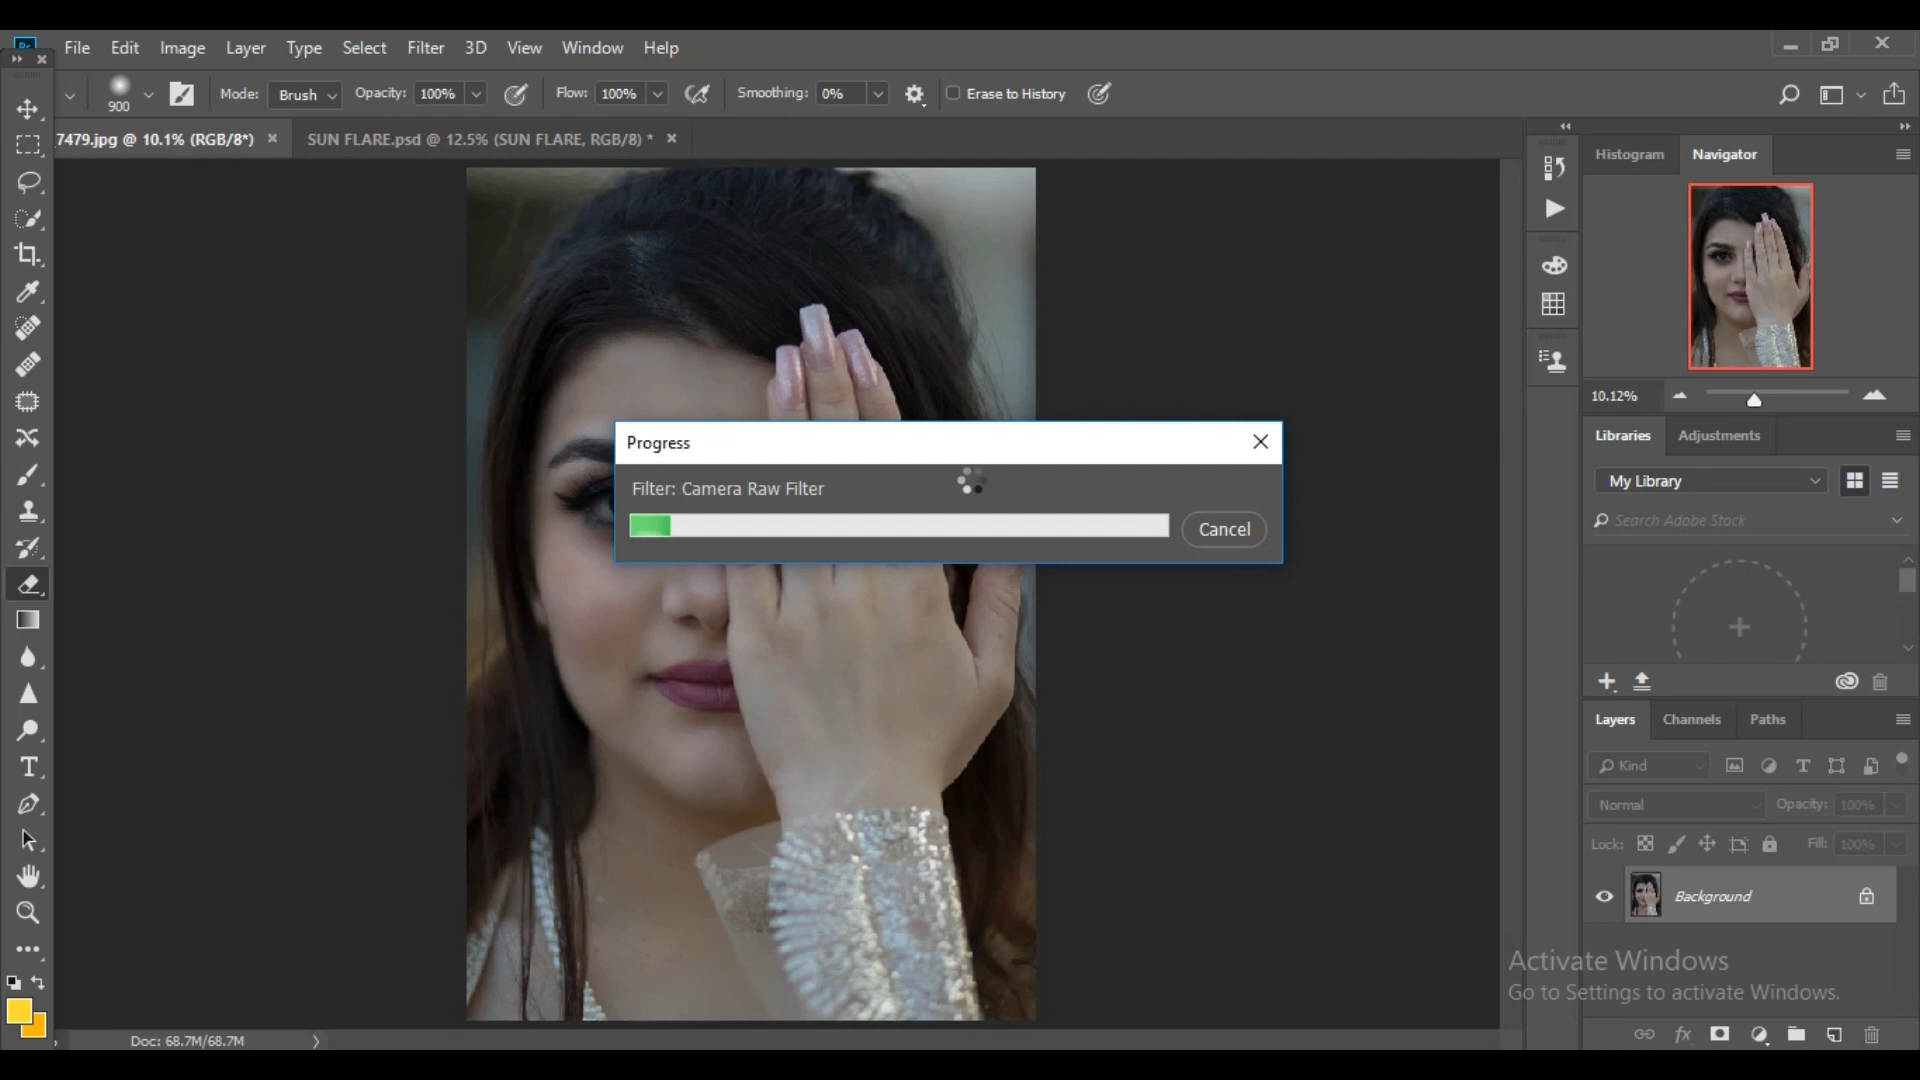 Ps File Edit Image Layer Type Select Filter 3D View Window Help
900 Mode: Brush Opacity: 100% Flow: 100% Smoothing: 0% Erase to History
7479.jpg @ 10.1% (RGB/8*) SUN FLARE.psd @ 12.5% (SUN FLARE, RGB/8) *
Histogram Navigator
10.12%
Libraries Adjustments
My Library
Search Adobe Stock
Progress
Filter: Camera Raw Filter
Cancel
Layers Channels Paths
Kind
Normal Opacity: 100%
Lock: Fill: 100%
Background
Activate Windows
Go to Settings to activate Windows.
fx
Doc: 68.7M/68.7M